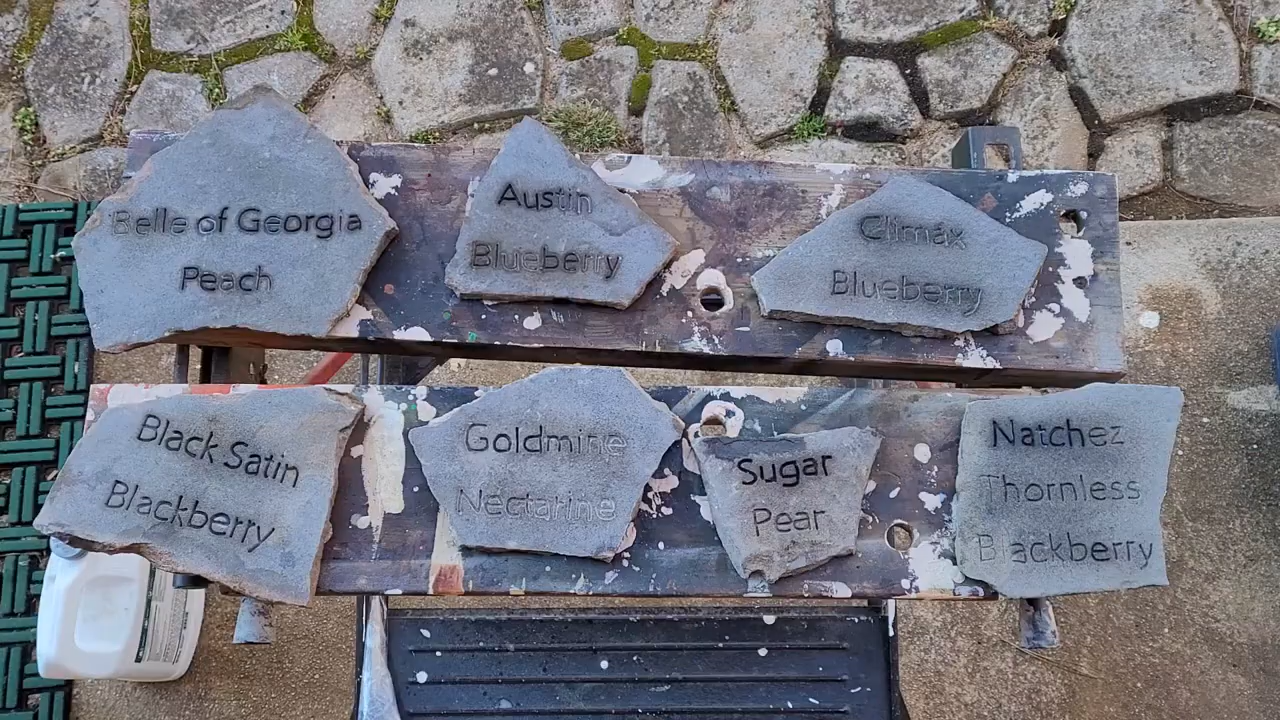 Belle of Georgia
Peach
Austin
Blueberry
Climax
Blueberry
Black Satin
Blackberry
Goldmine
Nectarine
Sugar
Pear
Natchez
Thornless
Blackberry